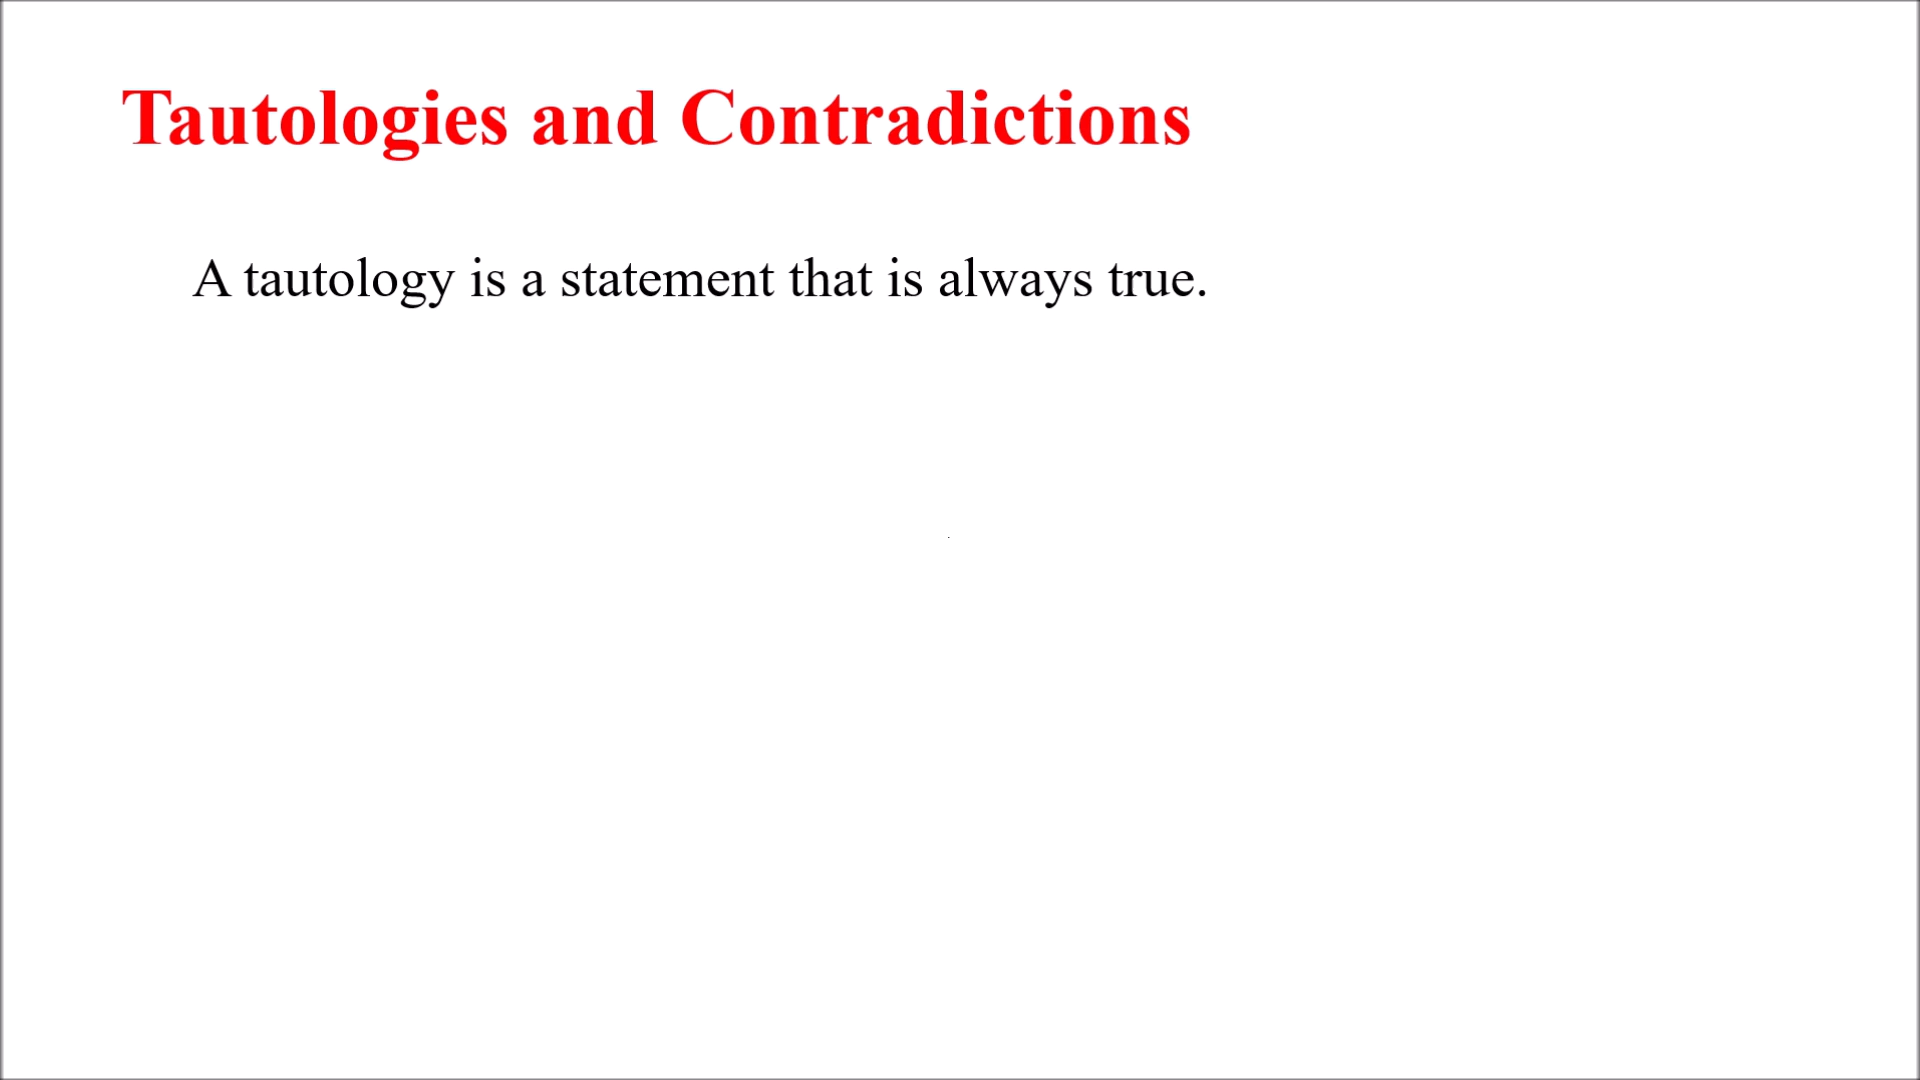 Tautologies and Contradictions
A tautology is a statement that is always true.